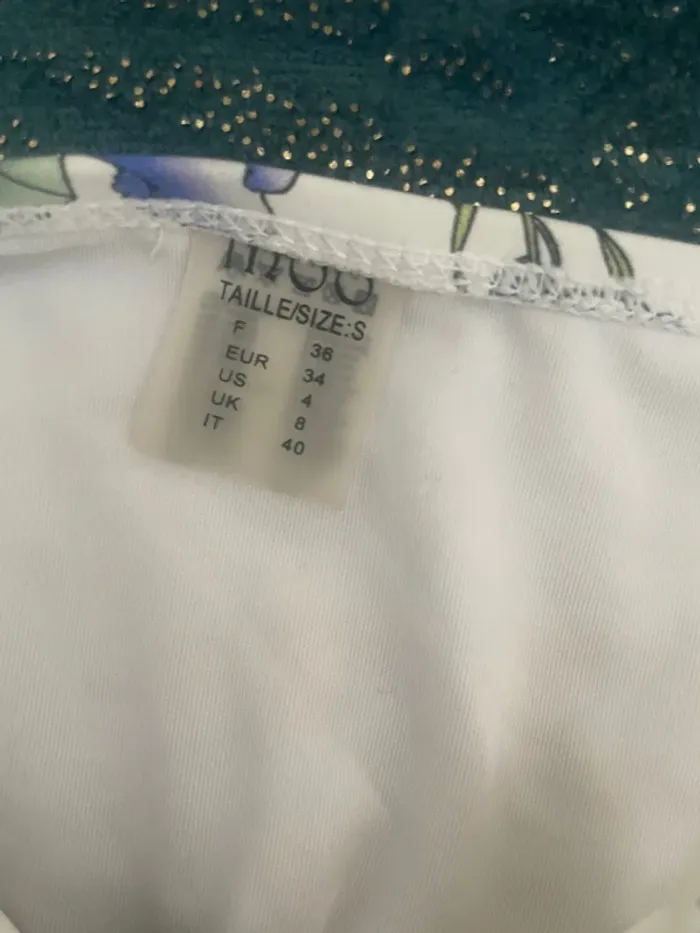 TAILLE/SIZE:S
F 36
EUR 34
US 4
UK 8
IT 40